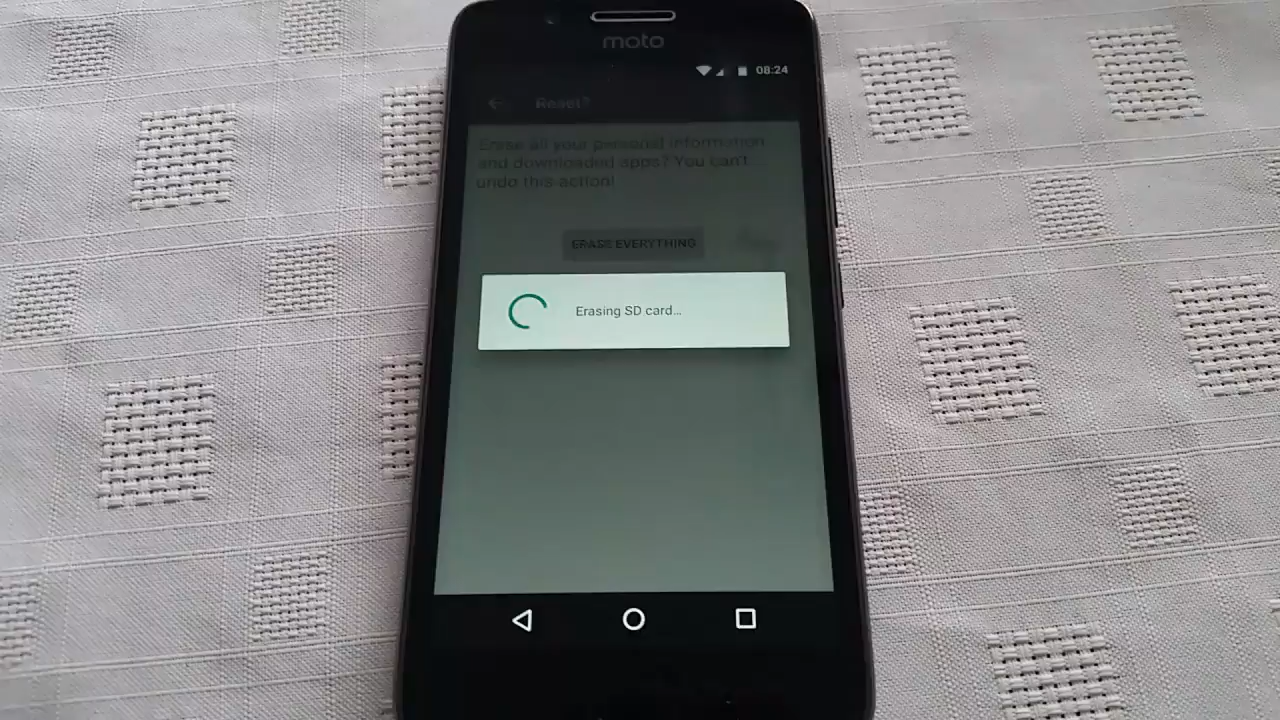 moto
08:24
Reset?
Erase all your personal information
and downloaded apps? You can't
undo this action!
ERASE EVERYTHING
Erasing SD card...